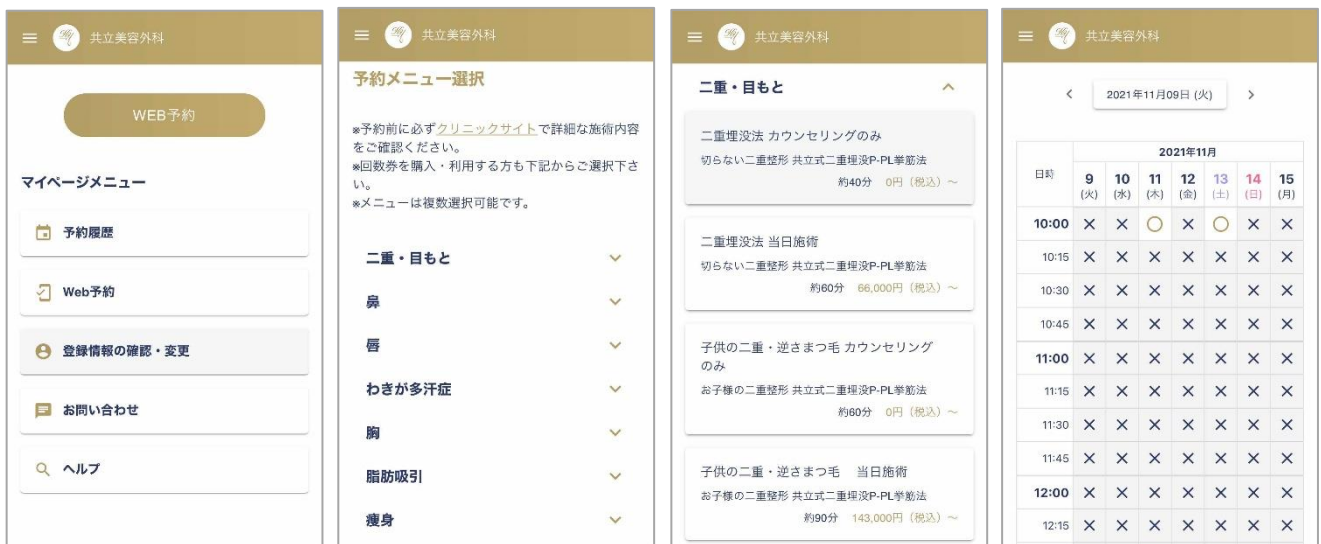 共立美容外科
WEB予約
マイページメニュー
予約履歴
Web予約
登録情報の確認・変更
お問い合わせ
ヘルプ
共立美容外科
予約メニュー選択
※予約前に必ずクリニックサイトで詳細な施術内容
をご確認ください。
※回数券を購入・利用する方も下記からご選択下さ
い。
※メニューは複数選択可能です。
二重・目もと
鼻
唇
わきが多汗症
胸
脂肪吸引
痩身
共立美容外科
二重・目もと
二重埋没法 カウンセリングのみ
切らない二重整形 共立式二重埋没P-PL挙筋法
約40分 0円（税込）～
二重埋没法 当日施術
切らない二重整形 共立式二重埋没P-PL挙筋法
約60分 66,000円（税込）～
子供の二重・逆さまつ毛 カウンセリング
のみ
お子様の二重整形 共立式二重埋没P-PL挙筋法
約60分 0円（税込）～
子供の二重・逆さまつ毛 当日施術
お子様の二重整形 共立式二重埋没P-PL挙筋法
約90分 143,000円（税込）～
共立美容外科
2021年11月09日 (火)
2021年11月
日時 9 10 11 12 13 14 15
(火) (水) (木) (金) (土) (日) (月)
10:00 × × ○ × ○ × ×
10:15 × × × × × × ×
10:30 × × × × × × ×
10:45 × × × × × × ×
11:00 × × × × × × ×
11:15 × × × × × × ×
11:30 × × × × × × ×
11:45 × × × × × × ×
12:00 × × × × × × ×
12:15 × × × × × × ×